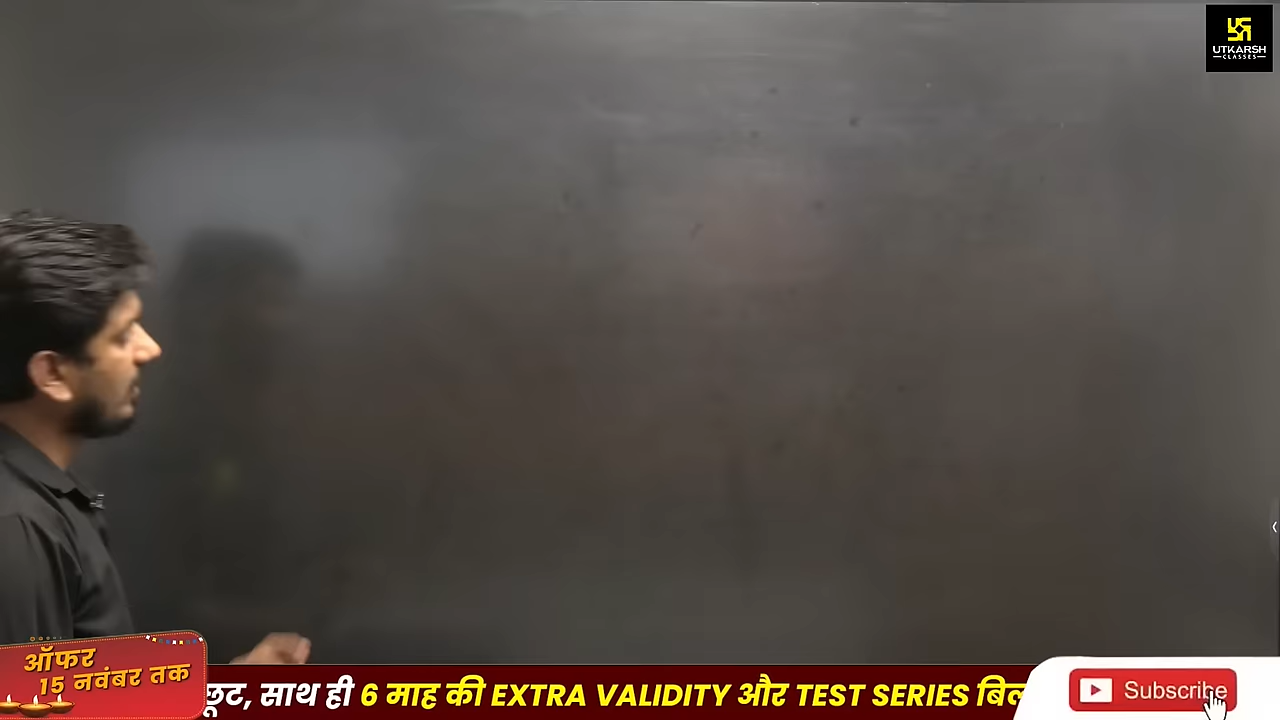 UTKARSH
CLASSES
ऑफर
15 नवंबर तक
छूट, साथ ही 6 माह की EXTRA VALIDITY और TEST SERIES
Subscribe